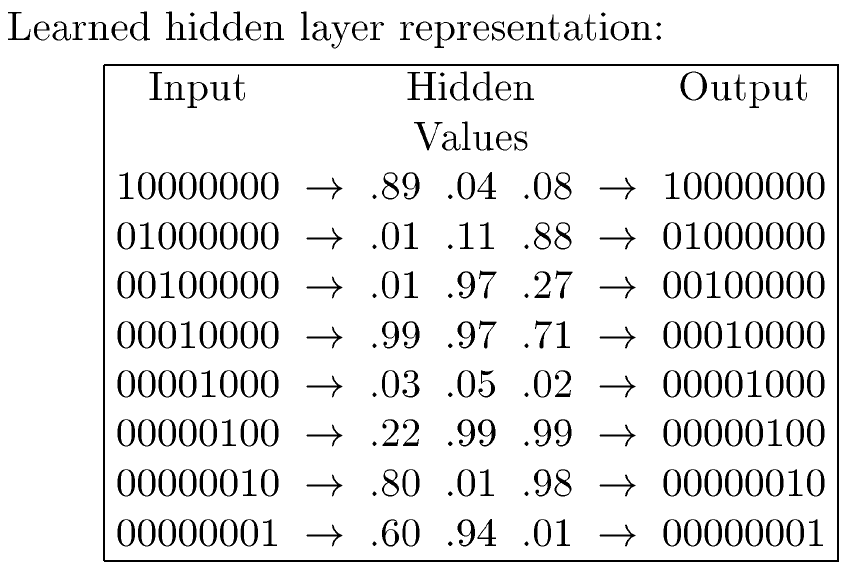 Learned hidden layer representation:
Input Hidden Output
Values
10000000 → .89 .04 .08 → 10000000
01000000 → .01 .11 .88 → 01000000
00100000 → .01 .97 .27 → 00100000
00010000 → .99 .97 .71 → 00010000
00001000 → .03 .05 .02 → 00001000
00000100 → .22 .99 .99 → 00000100
00000010 → .80 .01 .98 → 00000010
00000001 → .60 .94 .01 → 00000001